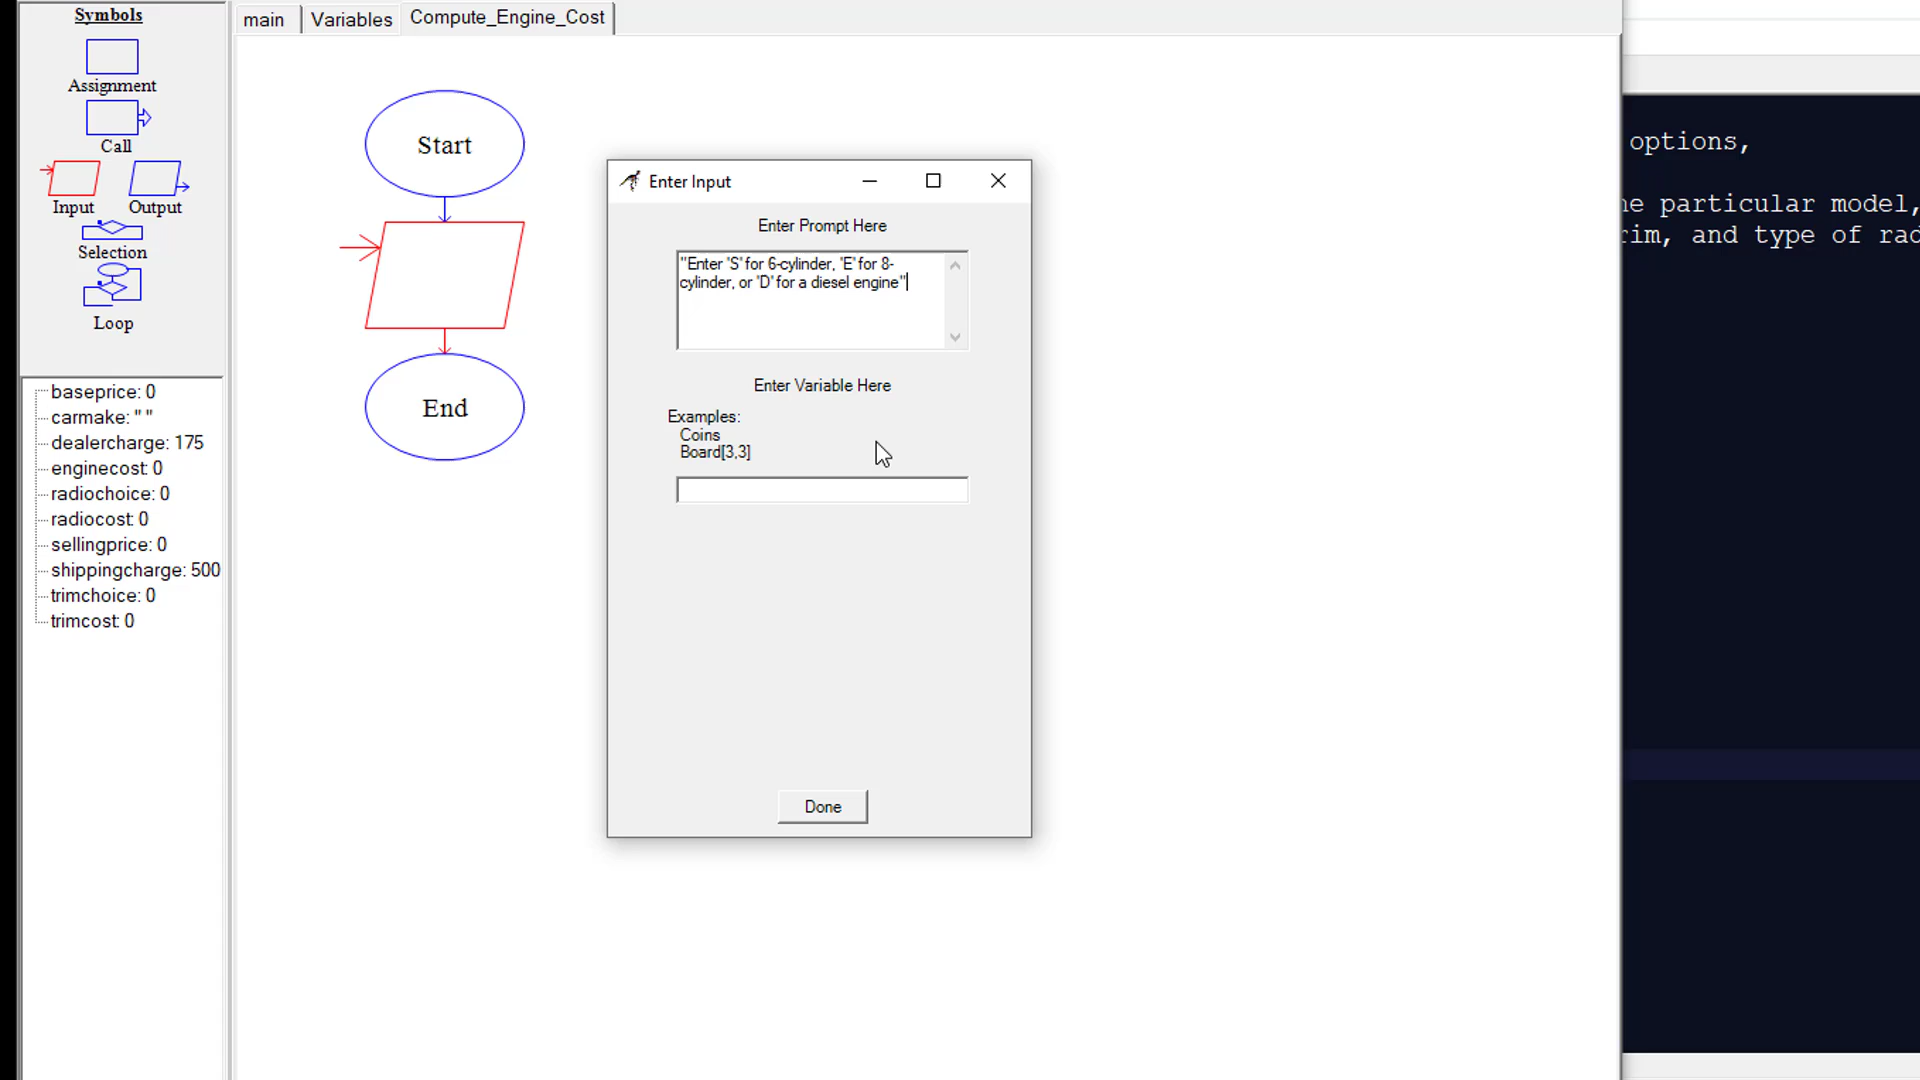 Symbols
Assignment
Call
Input
Output
Selection
Loop
baseprice: 0
carmake: " "
dealercharge: 175
enginecost: 0
radiochoice: 0
radiocost: 0
sellingprice: 0
shippingcharge: 500
trimchoice: 0
trimcost: 0
main
Variables
Compute_Engine_Cost
Start
End
Enter Input
Enter Prompt Here
"Enter 'S' for 6-cylinder, 'E' for 8-
cylinder, or 'D' for a diesel engine"
Enter Variable Here
Examples:
Coins
Board[3,3]
Done
options,
particular model,
and type of